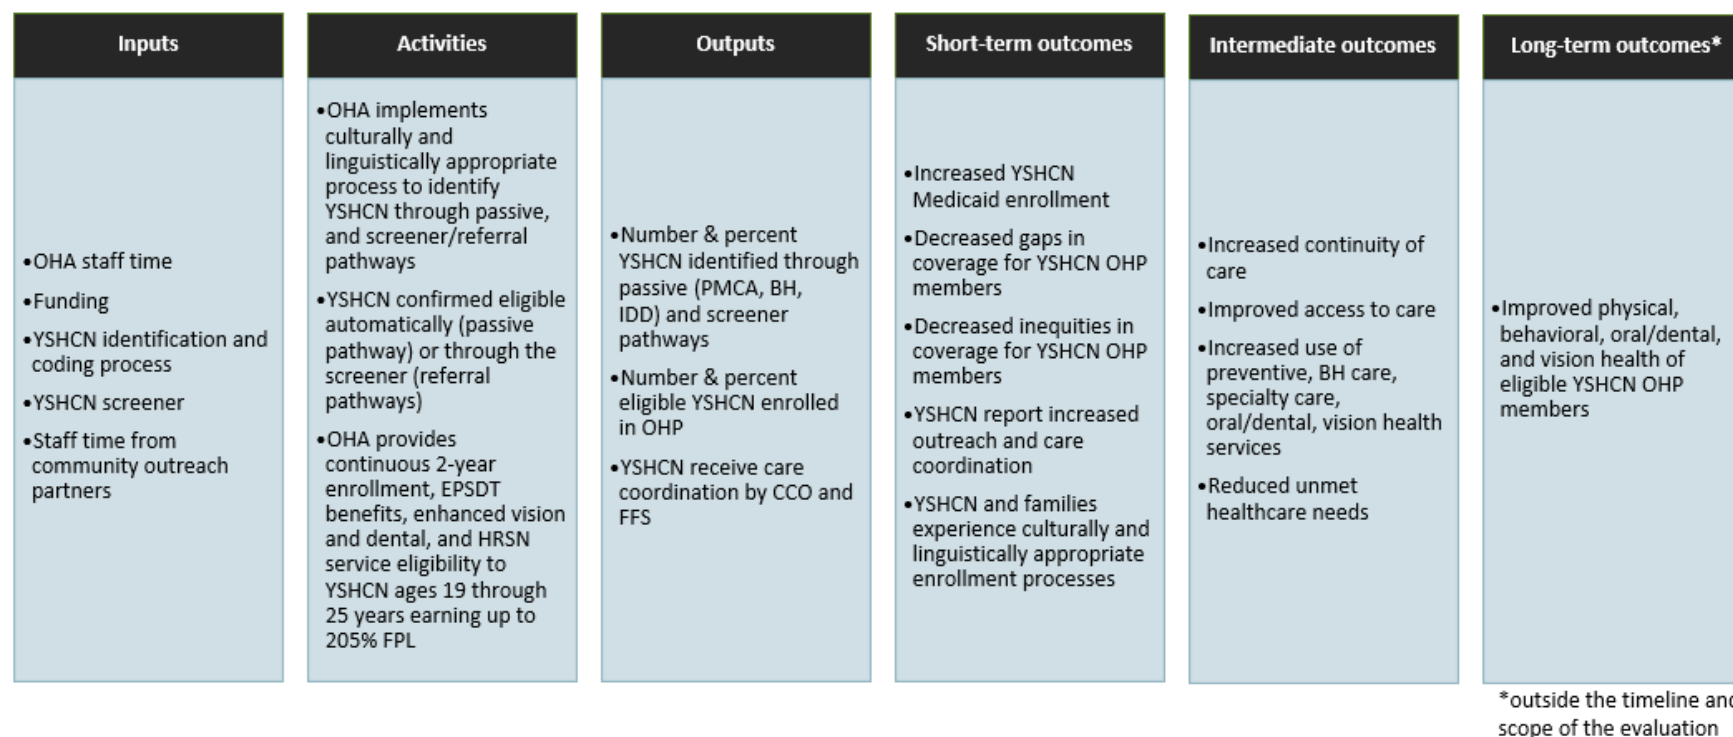 Inputs
•OHA staff time
•Funding
•YSHCN identification and
coding process
•YSHCN screener
•Staff time from
community outreach
partners
Activities
•OHA implements
culturally and
linguistically appropriate
process to identify
YSHCN through passive,
and screener/referral
pathways
•YSHCN confirmed eligible
automatically (passive
pathway) or through the
screener (referral
pathways)
•OHA provides
continuous 2-year
enrollment, EPSDT
benefits, enhanced vision
and dental, and HRSN
service eligibility to
YSHCN ages 19 through
25 years earning up to
205% FPL
Outputs
•Number & percent
YSHCN identified through
passive (PMCA, BH,
IDD) and screener
pathways
•Number & percent
eligible YSHCN enrolled
in OHP
•YSHCN receive care
coordination by CCO and
FFS
Short-term outcomes
•Increased YSHCN
Medicaid enrollment
•Decreased gaps in
coverage for YSHCN OHP
members
•Decreased inequities in
coverage for YSHCN OHP
members
•YSHCN report increased
outreach and care
coordination
•YSHCN and families
experience culturally and
linguistically appropriate
enrollment processes
Intermediate outcomes
•Increased continuity of
care
•Improved access to care
•Increased use of
preventive, BH care,
specialty care,
oral/dental, vision health
services
•Reduced unmet
healthcare needs
Long-term outcomes*
•Improved physical,
behavioral, oral/dental,
and vision health of
eligible YSHCN OHP
members
*outside the timeline and
scope of the evaluation